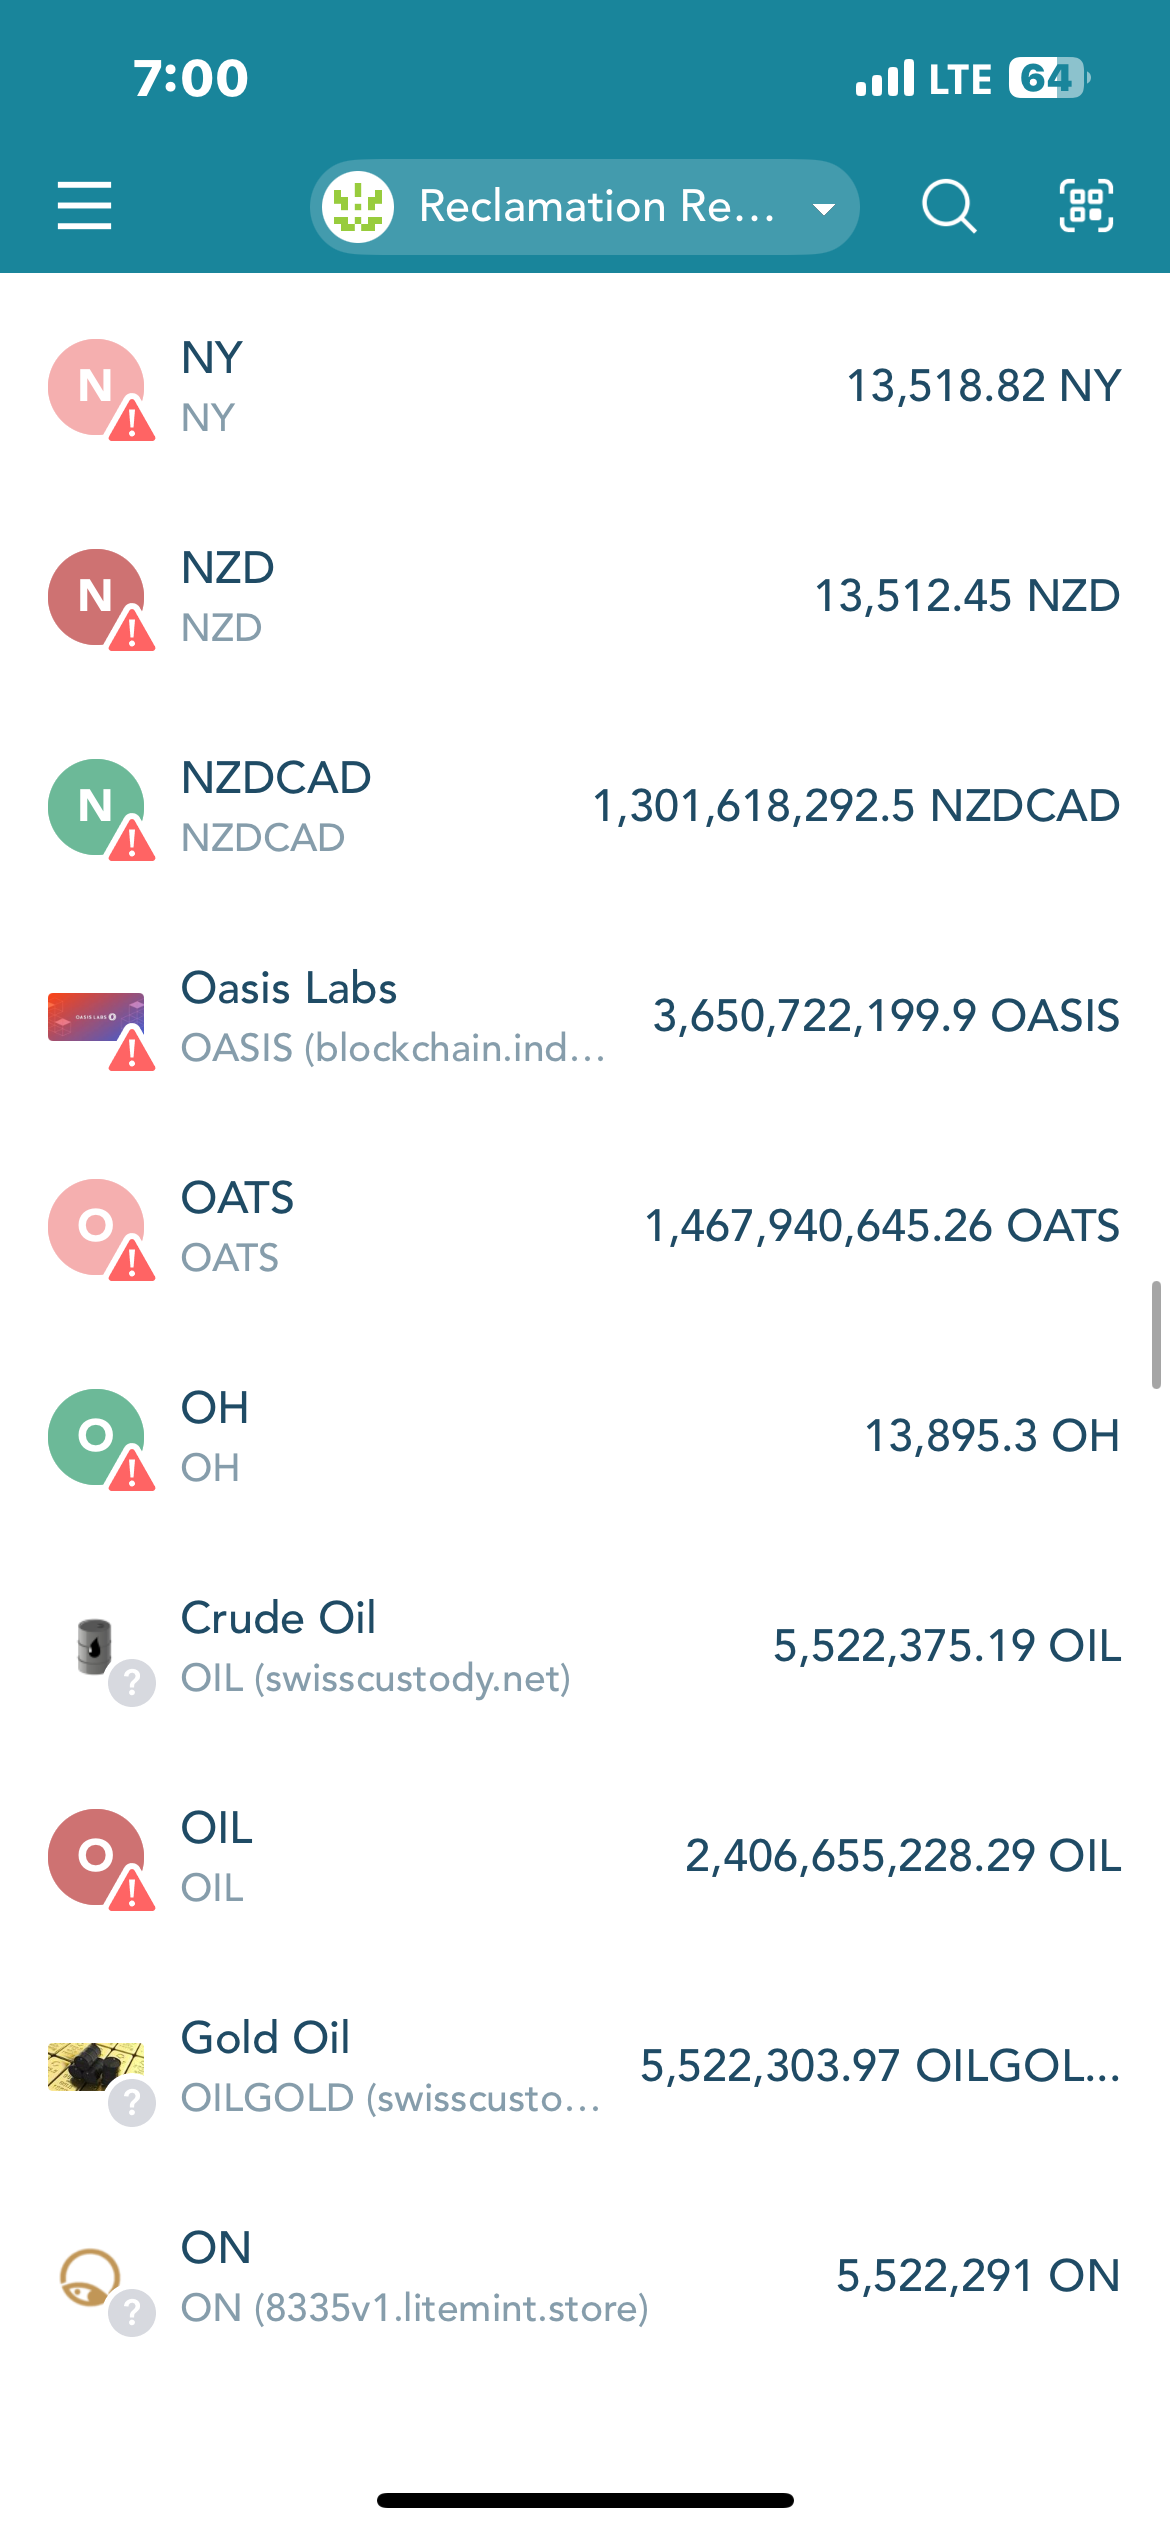 7:00
LTE 64
Reclamation Re...
N
NY
NY
13,518.82 NY
N
NZD
NZD
13,512.45 NZD
N
NZDCAD
NZDCAD
1,301,618,292.5 NZDCAD
OASIS LABS
Oasis Labs
OASIS (blockchain.ind...
3,650,722,199.9 OASIS
O
OATS
OATS
1,467,940,645.26 OATS
O
OH
OH
13,895.3 OH
Crude Oil
OIL (swisscustody.net)
5,522,375.19 OIL
?
O
OIL
OIL
2,406,655,228.29 OIL
Gold Oil
OILGOLD (swisscusto...
5,522,303.97 OILGOL...
?
ON
ON (8335v1.litemint.store)
5,522,291 ON
?